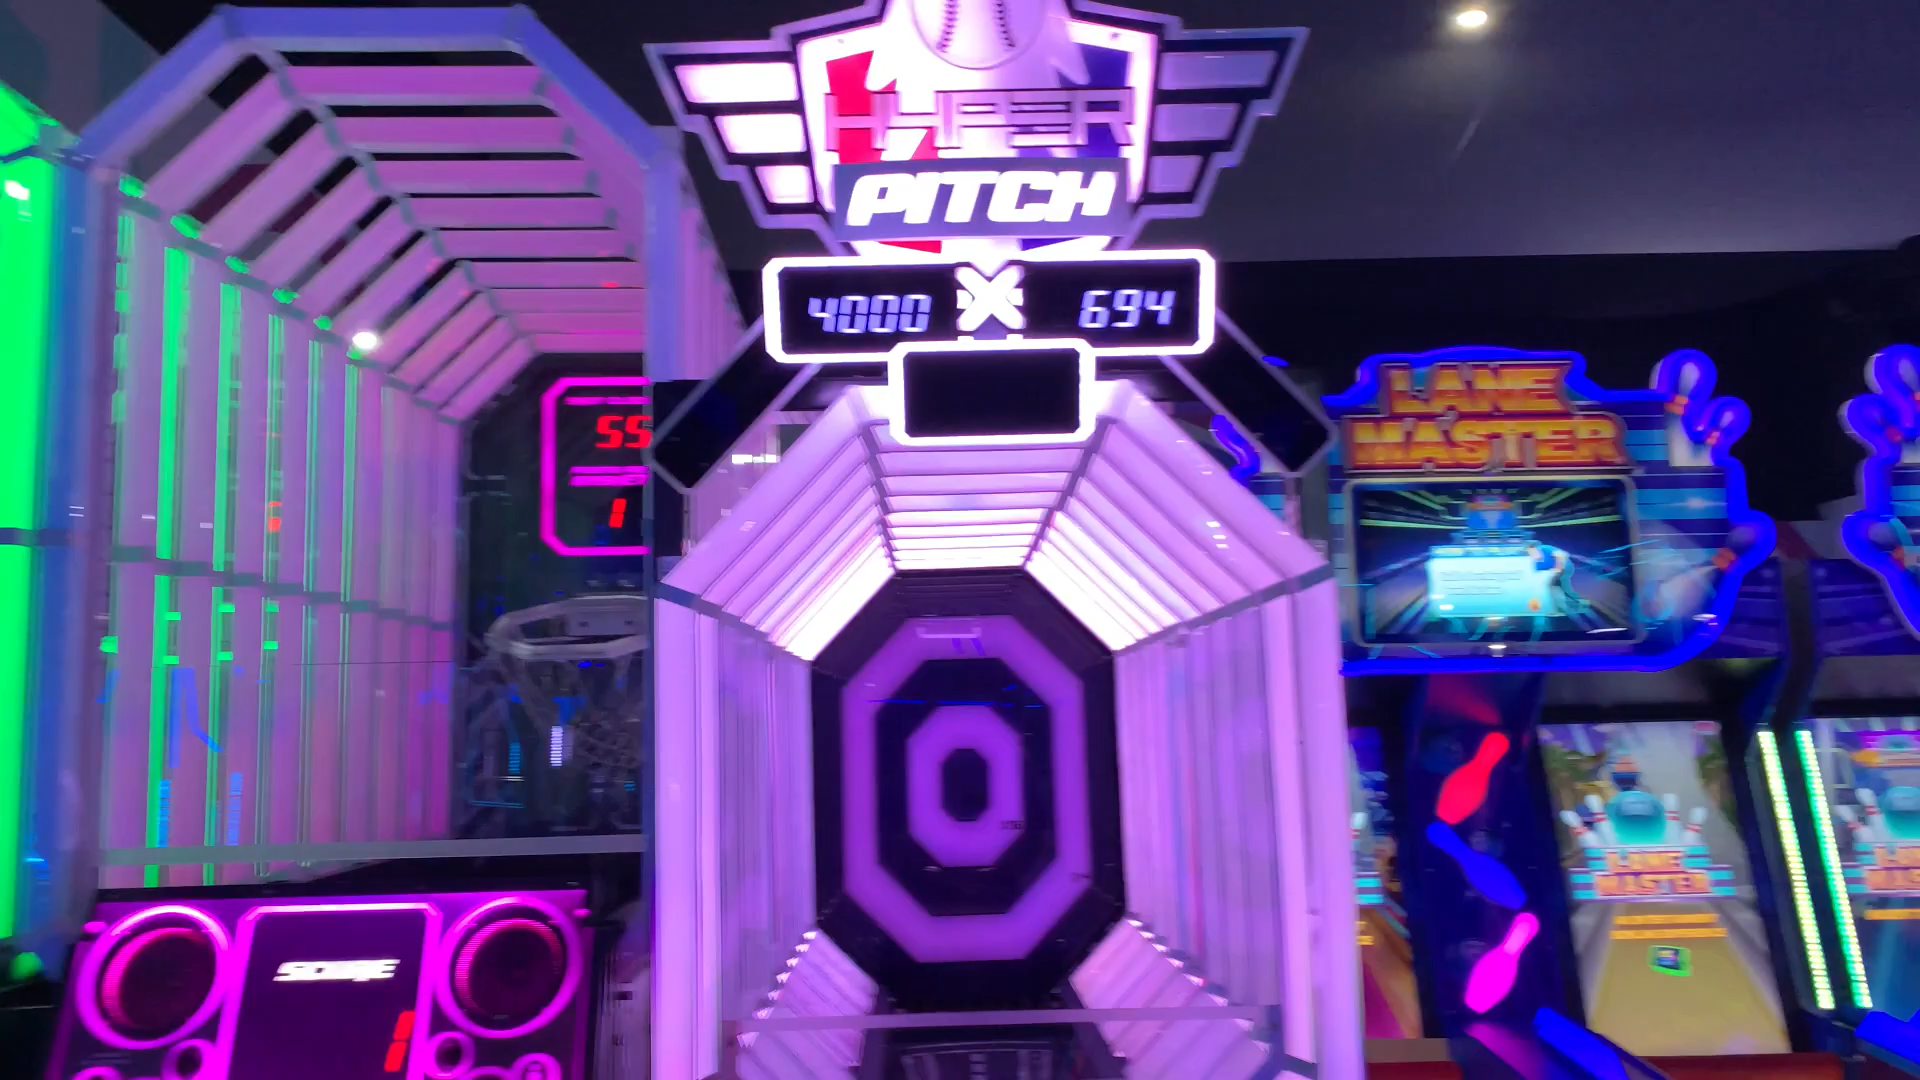 HYPER
PITCH
4000 X 694
55
1
LANE
MASTER
SCORE
1
LANE
MASTER